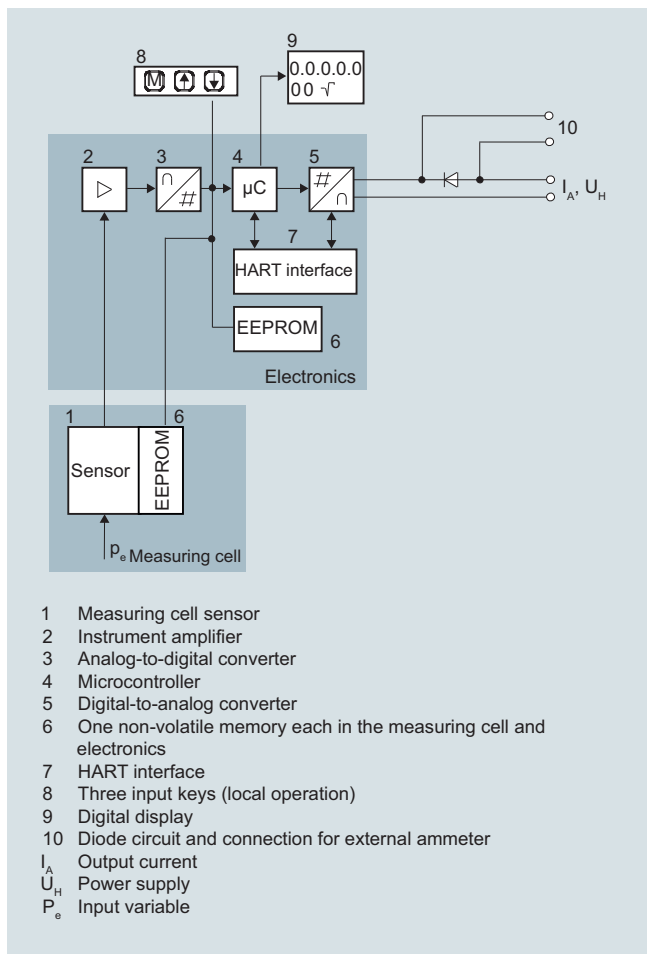 8
9
M
0.0.0.0.0
0 0 √
10
2
3
4
5
∩
#
µC
#
∩
I_A, U_H
7
HART interface
EEPROM
6
Electronics
1
6
Sensor
EEPROM
p_e Measuring cell
1 Measuring cell sensor
2 Instrument amplifier
3 Analog-to-digital converter
4 Microcontroller
5 Digital-to-analog converter
6 One non-volatile memory each in the measuring cell and
electronics
7 HART interface
8 Three input keys (local operation)
9 Digital display
10 Diode circuit and connection for external ammeter
I_A Output current
U_H Power supply
P_e Input variable